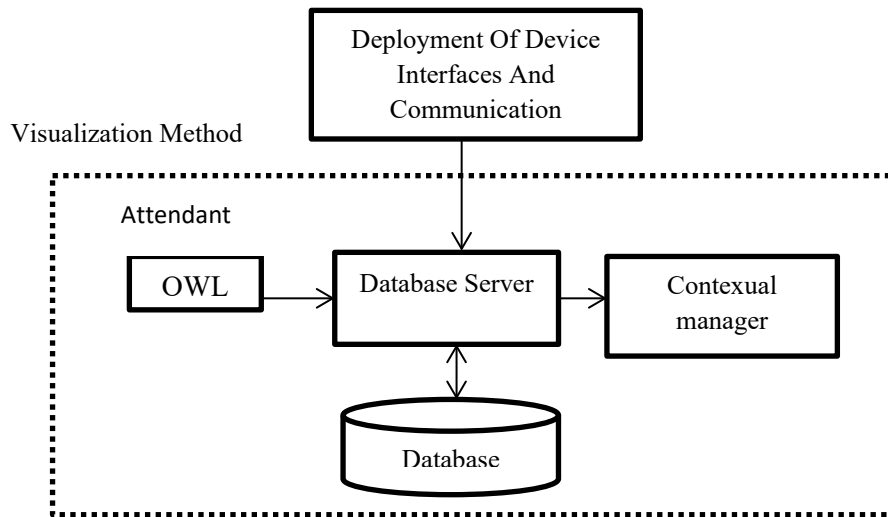 Deployment Of Device
Interfaces And
Communication
Visualization Method
Attendant
OWL
Database Server
Contexual
manager
Database